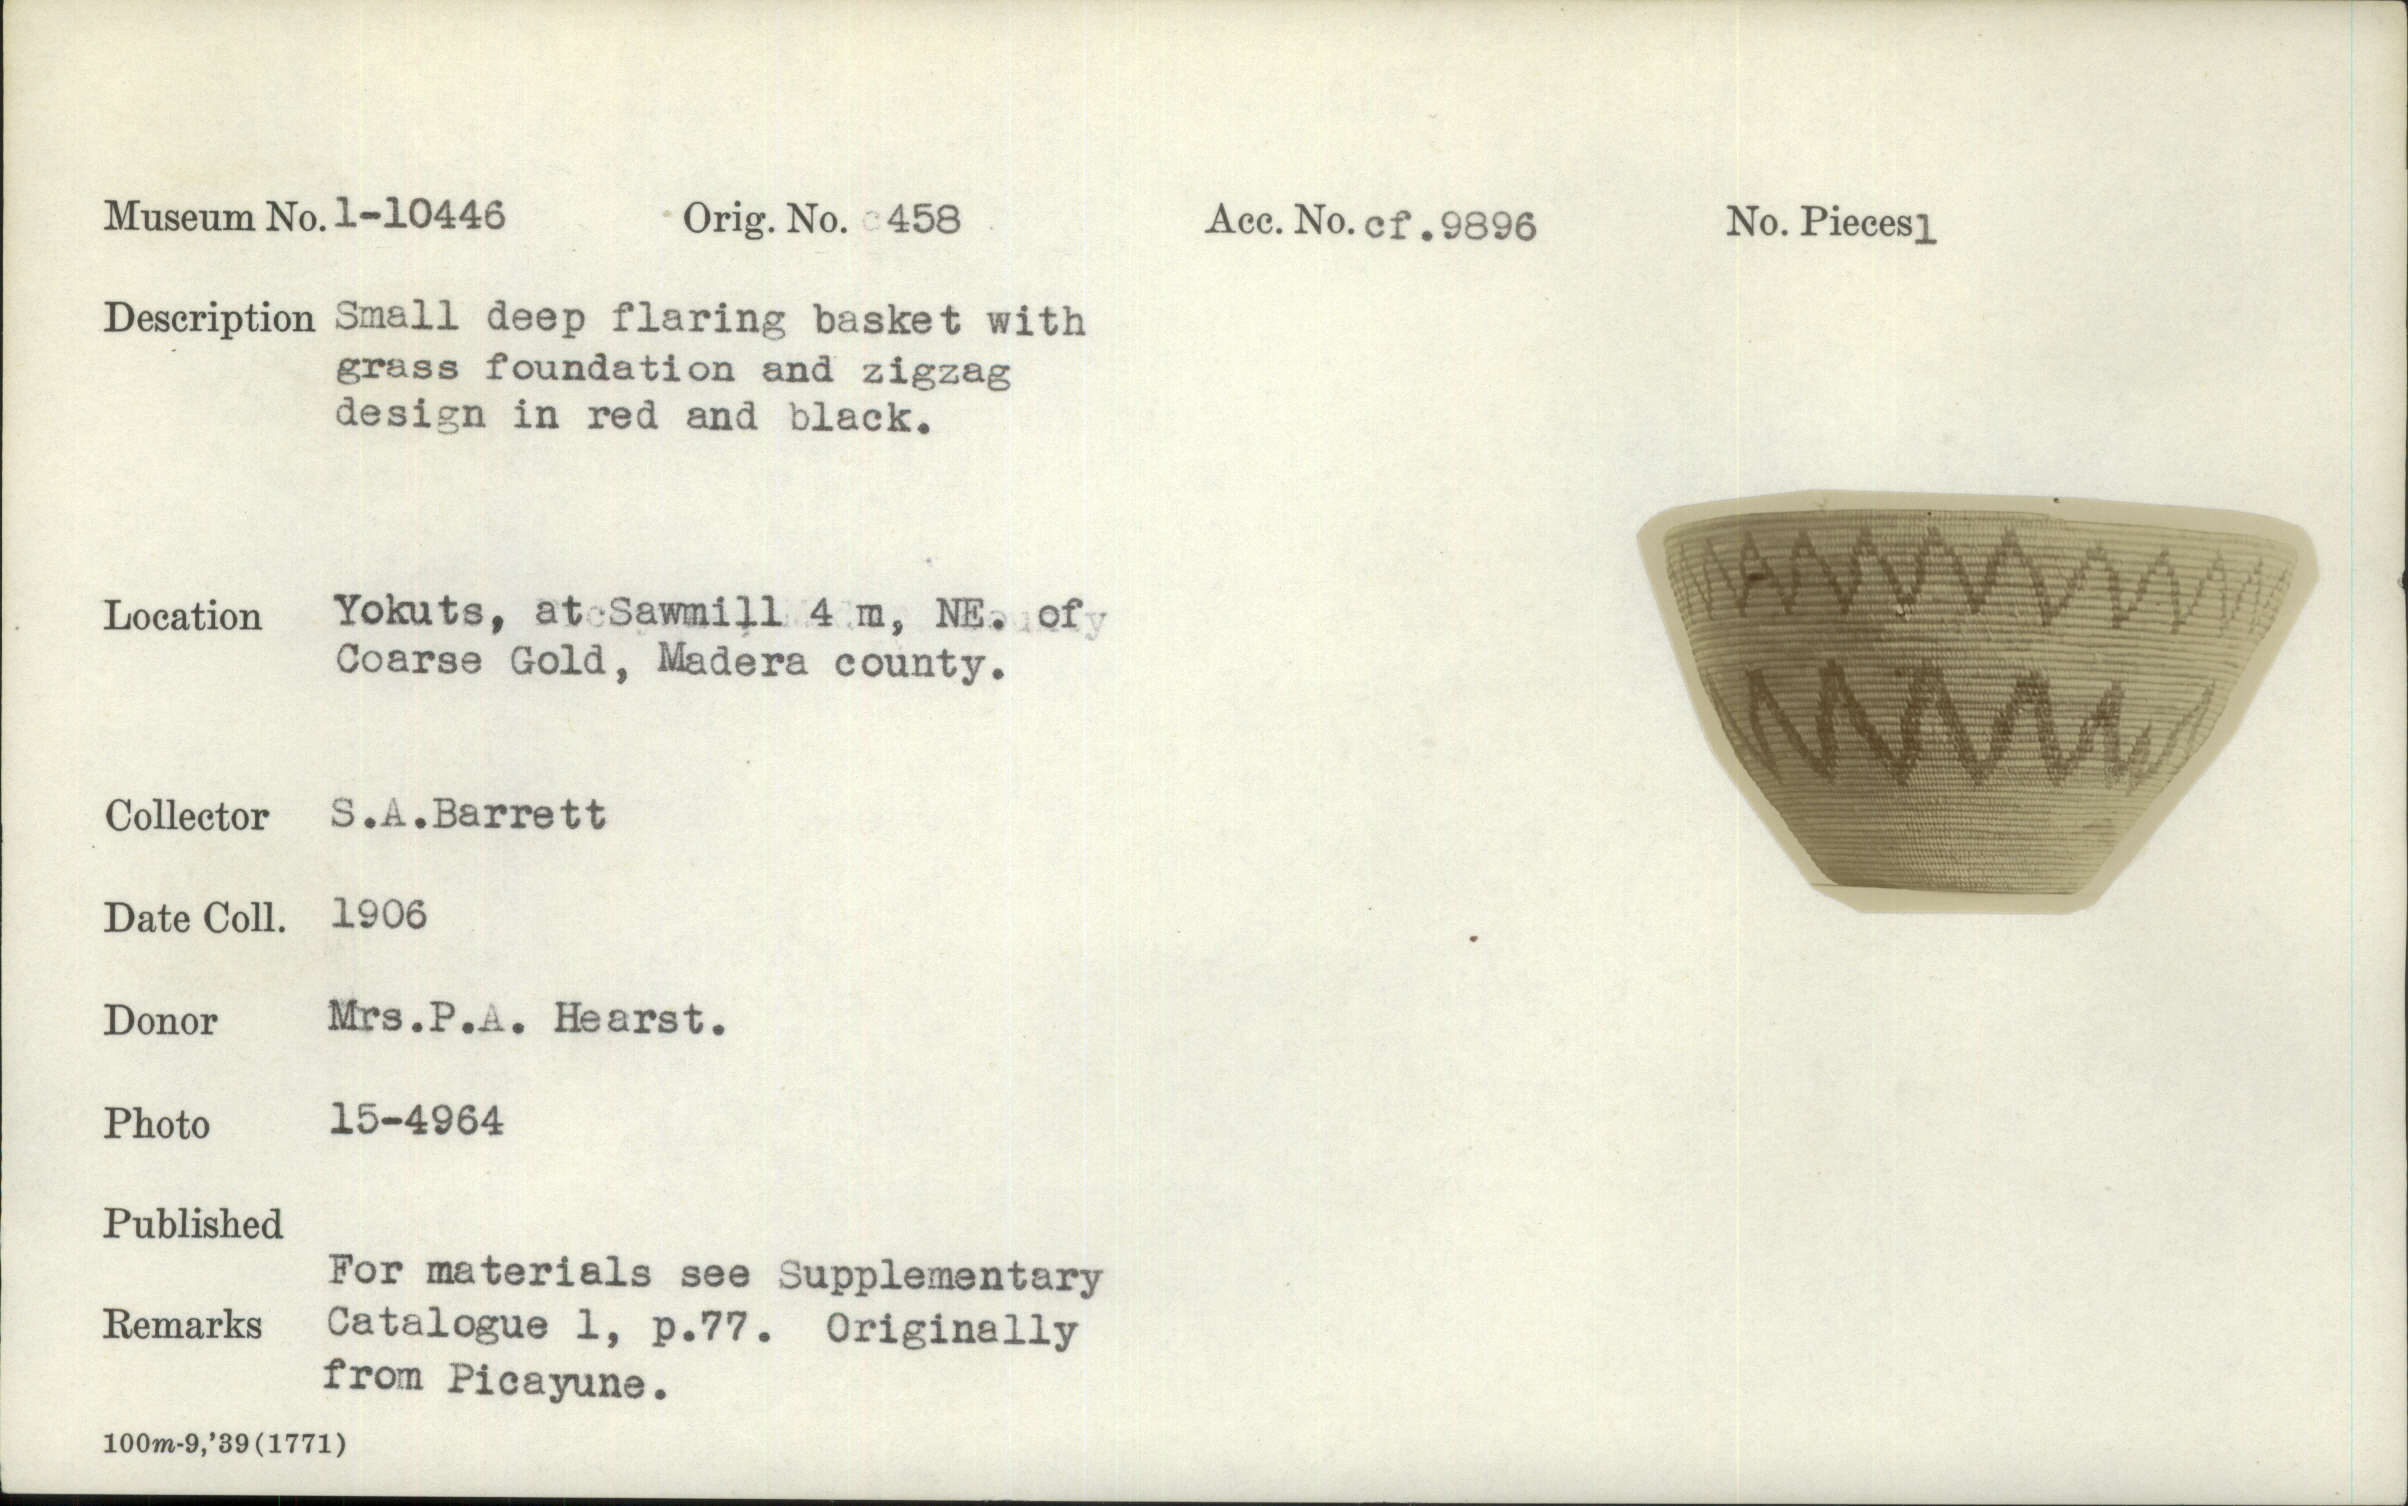 Museum No. 1-10446 Orig. No. 458 Acc. No. cf.9896 No. Pieces 1
Description Small deep flaring basket with
grass foundation and zigzag
design in red and black.
Location Yokuts, at Sawmill 4 m, NE. of
Coarse Gold, Madera county.
Collector S.A.Barrett
Date Coll. 1906
Donor Mrs.P.A. Hearst.
Photo 15-4964
Published
For materials see Supplementary
Remarks Catalogue 1, p.77. Originally
from Picayune.
100m-9,'39(1771)